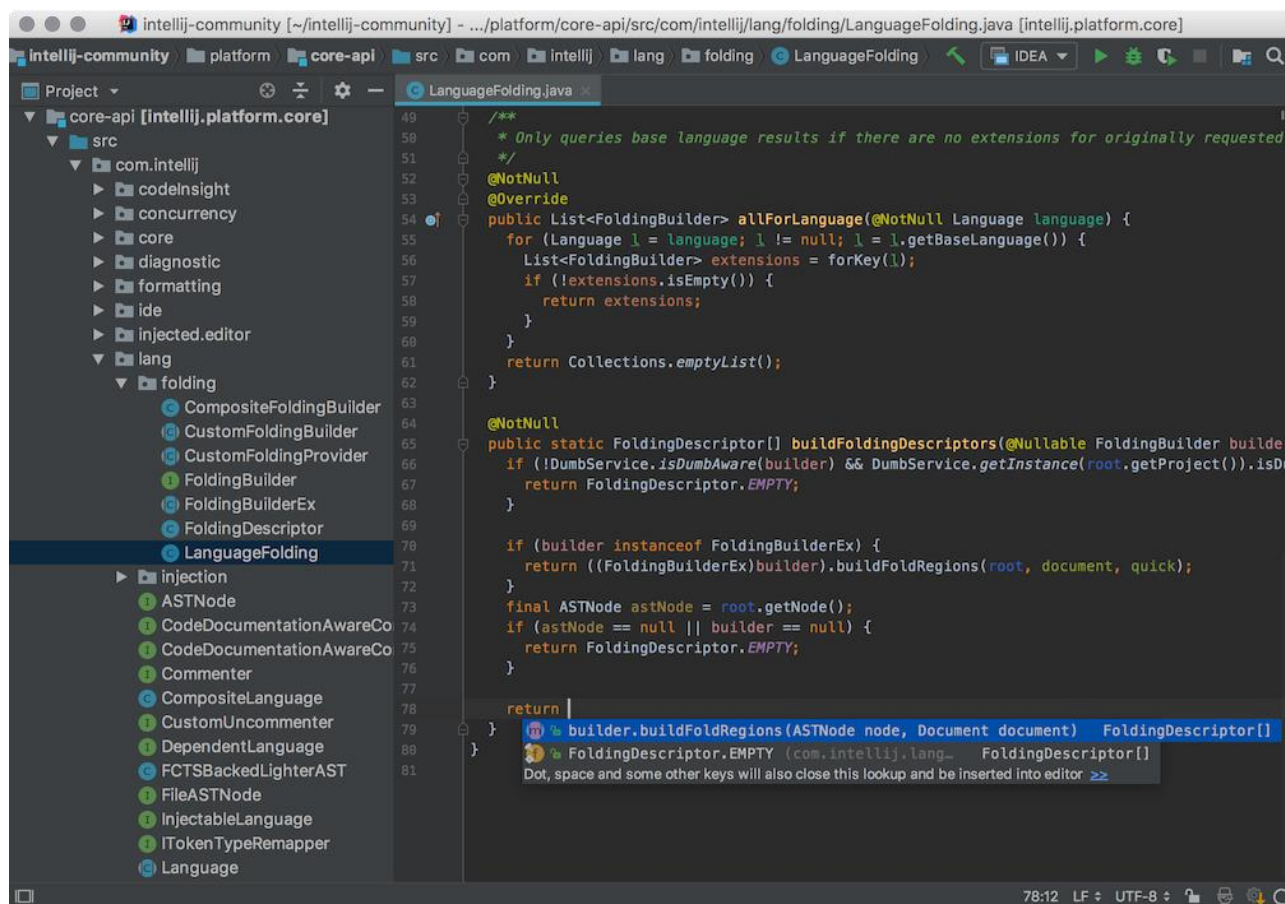 intellij-community [~/intellij-community] - .../platform/core-api/src/com/intellij/lang/folding/LanguageFolding.java [intellij.platform.core]
intellij-community platform core-api src com intellij lang folding LanguageFolding IDEA
Project
LanguageFolding.java
core-api [intellij.platform.core]
src
com.intellij
codeInsight
concurrency
core
diagnostic
formatting
ide
injected.editor
lang
folding
CompositeFoldingBuilder
CustomFoldingBuilder
CustomFoldingProvider
FoldingBuilder
FoldingBuilderEx
FoldingDescriptor
LanguageFolding
injection
ASTNode
CodeDocumentationAwareCo
CodeDocumentationAwareCo
Commenter
CompositeLanguage
CustomUncommenter
DependentLanguage
FCTSBackedLighterAST
FileASTNode
InjectableLanguage
ITokenTypeRemapper
Language
49 /**
50 * Only queries base language results if there are no extensions for originally requested
51 */
52 @NotNull
53 @Override
54 public List<FoldingBuilder> allForLanguage(@NotNull Language language) {
55 for (Language l = language; l != null; l = l.getBaseLanguage()) {
56 List<FoldingBuilder> extensions = forKey(l);
57 if (!extensions.isEmpty()) {
58 return extensions;
59 }
60 }
61 return Collections.emptyList();
62 }
63
64 @NotNull
65 public static FoldingDescriptor[] buildFoldingDescriptors(@Nullable FoldingBuilder builde
66 if (!DumbService.isDumbAware(builder) && DumbService.getInstance(root.getProject()).isDu
67 return FoldingDescriptor.EMPTY;
68 }
69
70 if (builder instanceof FoldingBuilderEx) {
71 return ((FoldingBuilderEx)builder).buildFoldRegions(root, document, quick);
72 }
73 final ASTNode astNode = root.getNode();
74 if (astNode == null || builder == null) {
75 return FoldingDescriptor.EMPTY;
76 }
77
78 return
79 }
builder.buildFoldRegions(ASTNode node, Document document) FoldingDescriptor[]
80 }
FoldingDescriptor.EMPTY (com.intellij.lang… FoldingDescriptor[]
81
Dot, space and some other keys will also close this lookup and be inserted into editor >>
78:12 LF UTF-8